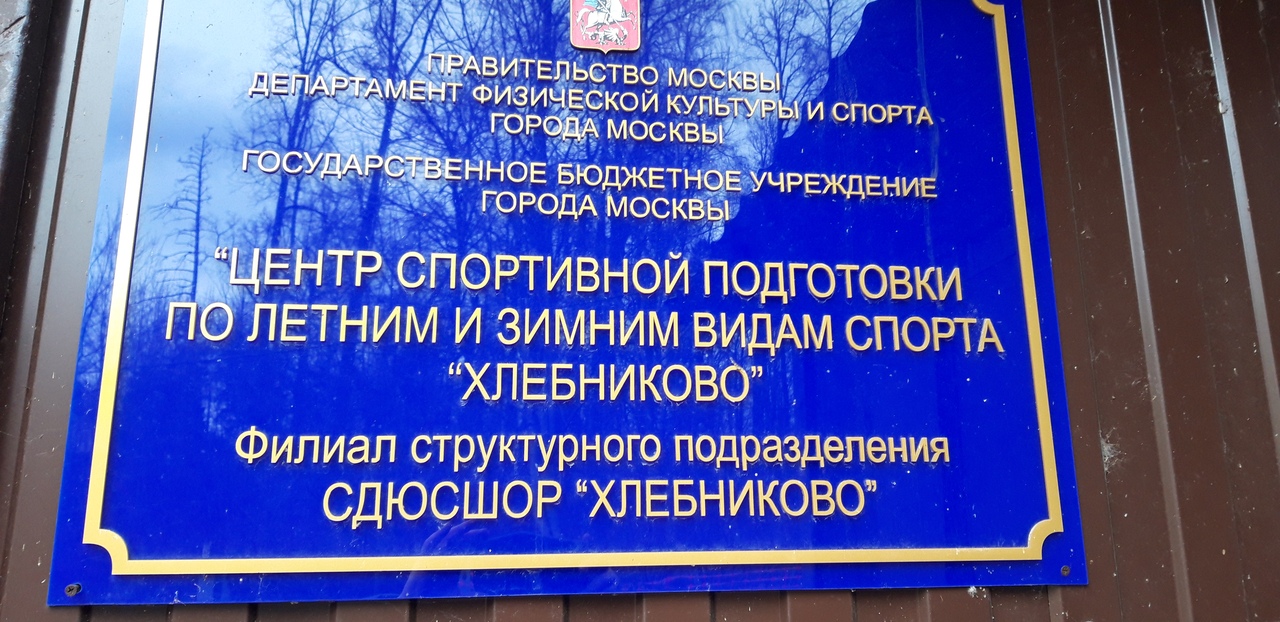 ПРАВИТЕЛЬСТВО МОСКВЫ
ДЕПАРТАМЕНТ ФИЗИЧЕСКОЙ КУЛЬТУРЫ И СПОРТА
ГОРОДА МОСКВЫ
ГОСУДАРСТВЕННОЕ БЮДЖЕТНОЕ УЧРЕЖДЕНИЕ
ГОРОДА МОСКВЫ
“ЦЕНТР СПОРТИВНОЙ ПОДГОТОВКИ
ПО ЛЕТНИМ И ЗИМНИМ ВИДАМ СПОРТА
“ХЛЕБНИКОВО”
Филиал структурного подразделения
СДЮСШОР “ХЛЕБНИКОВО”